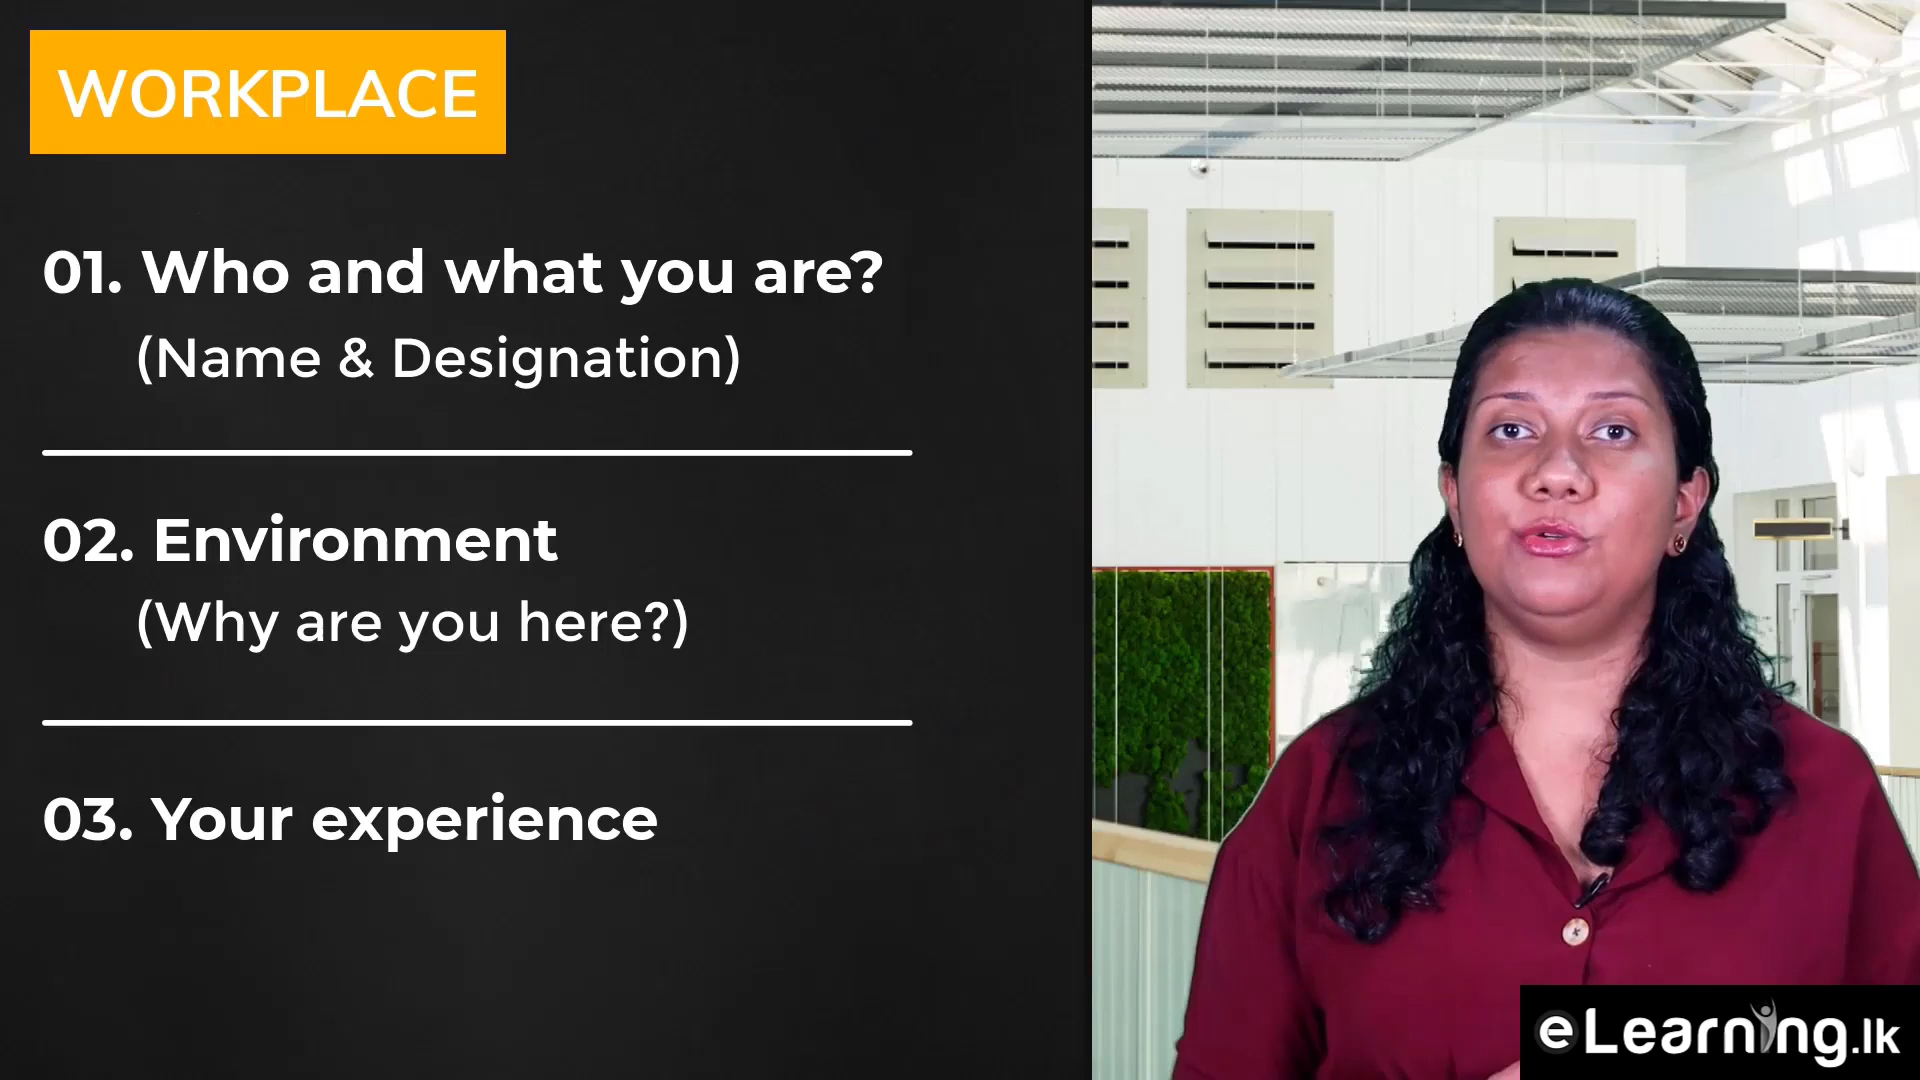 WORKPLACE
01. Who and what you are?
(Name & Designation)
02. Environment
(Why are you here?)
03. Your experience
eLearning.lk